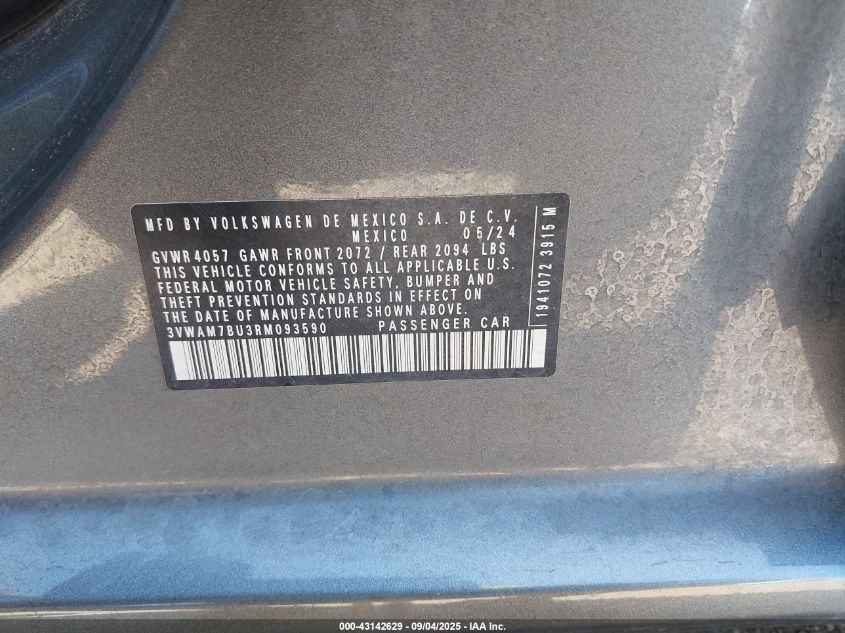 MFD BY VOLKSWAGEN DE MEXICO S.A. DE C.V.
MEXICO 05/24
GVWR 4057 GAWR FRONT 2072 / REAR 2094 LBS
THIS VEHICLE CONFORMS TO ALL APPLICABLE U.S.
FEDERAL MOTOR VEHICLE SAFETY, BUMPER AND
THEFT PREVENTION STANDARDS IN EFFECT ON
THE DATE OF MANUFACTURE SHOWN ABOVE.
3VWAM7BU3RM093590 PASSENGER CAR
1941072 3915 M
000-43142629 - 09/04/2025 - IAA Inc.